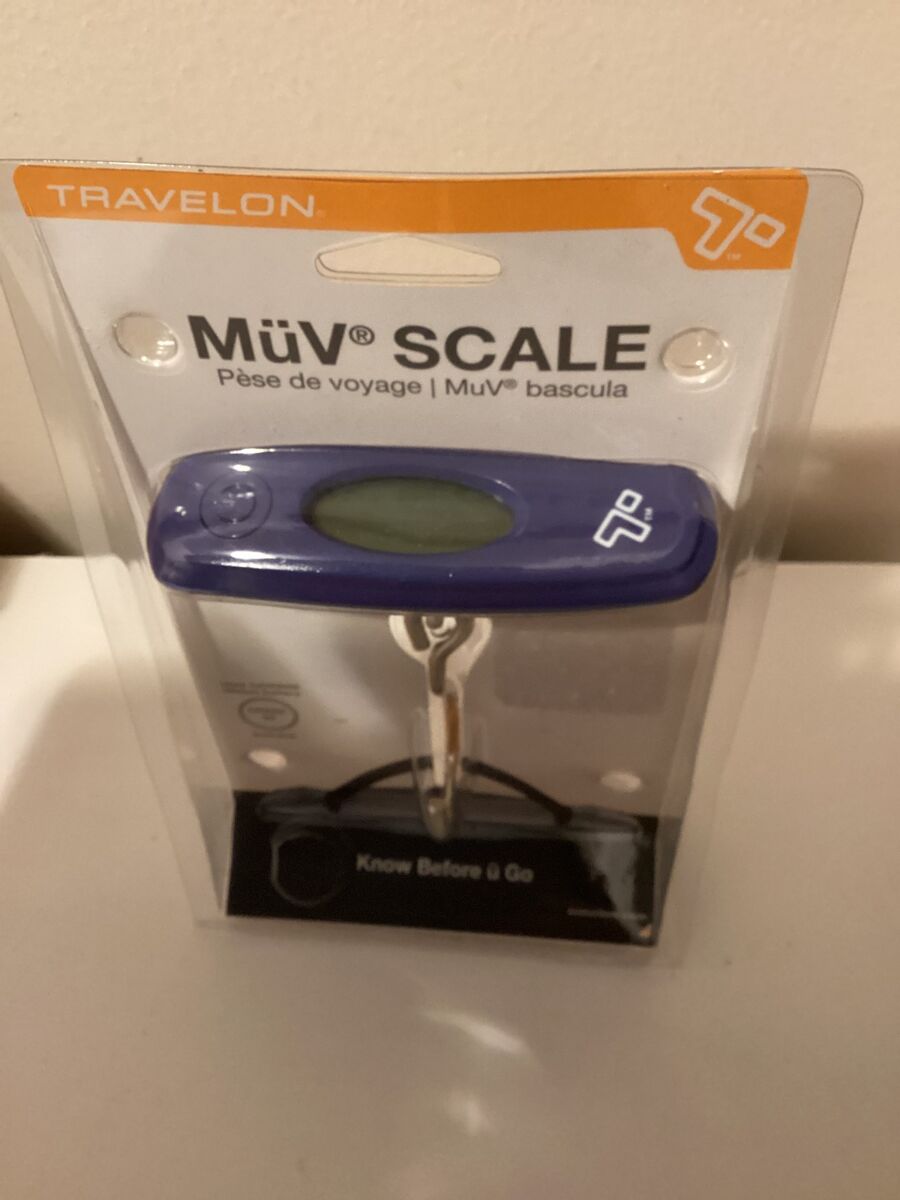 TRAVELON®
MüV® SCALE
Pèse de voyage | MuV® bascula
Know Before ü Go